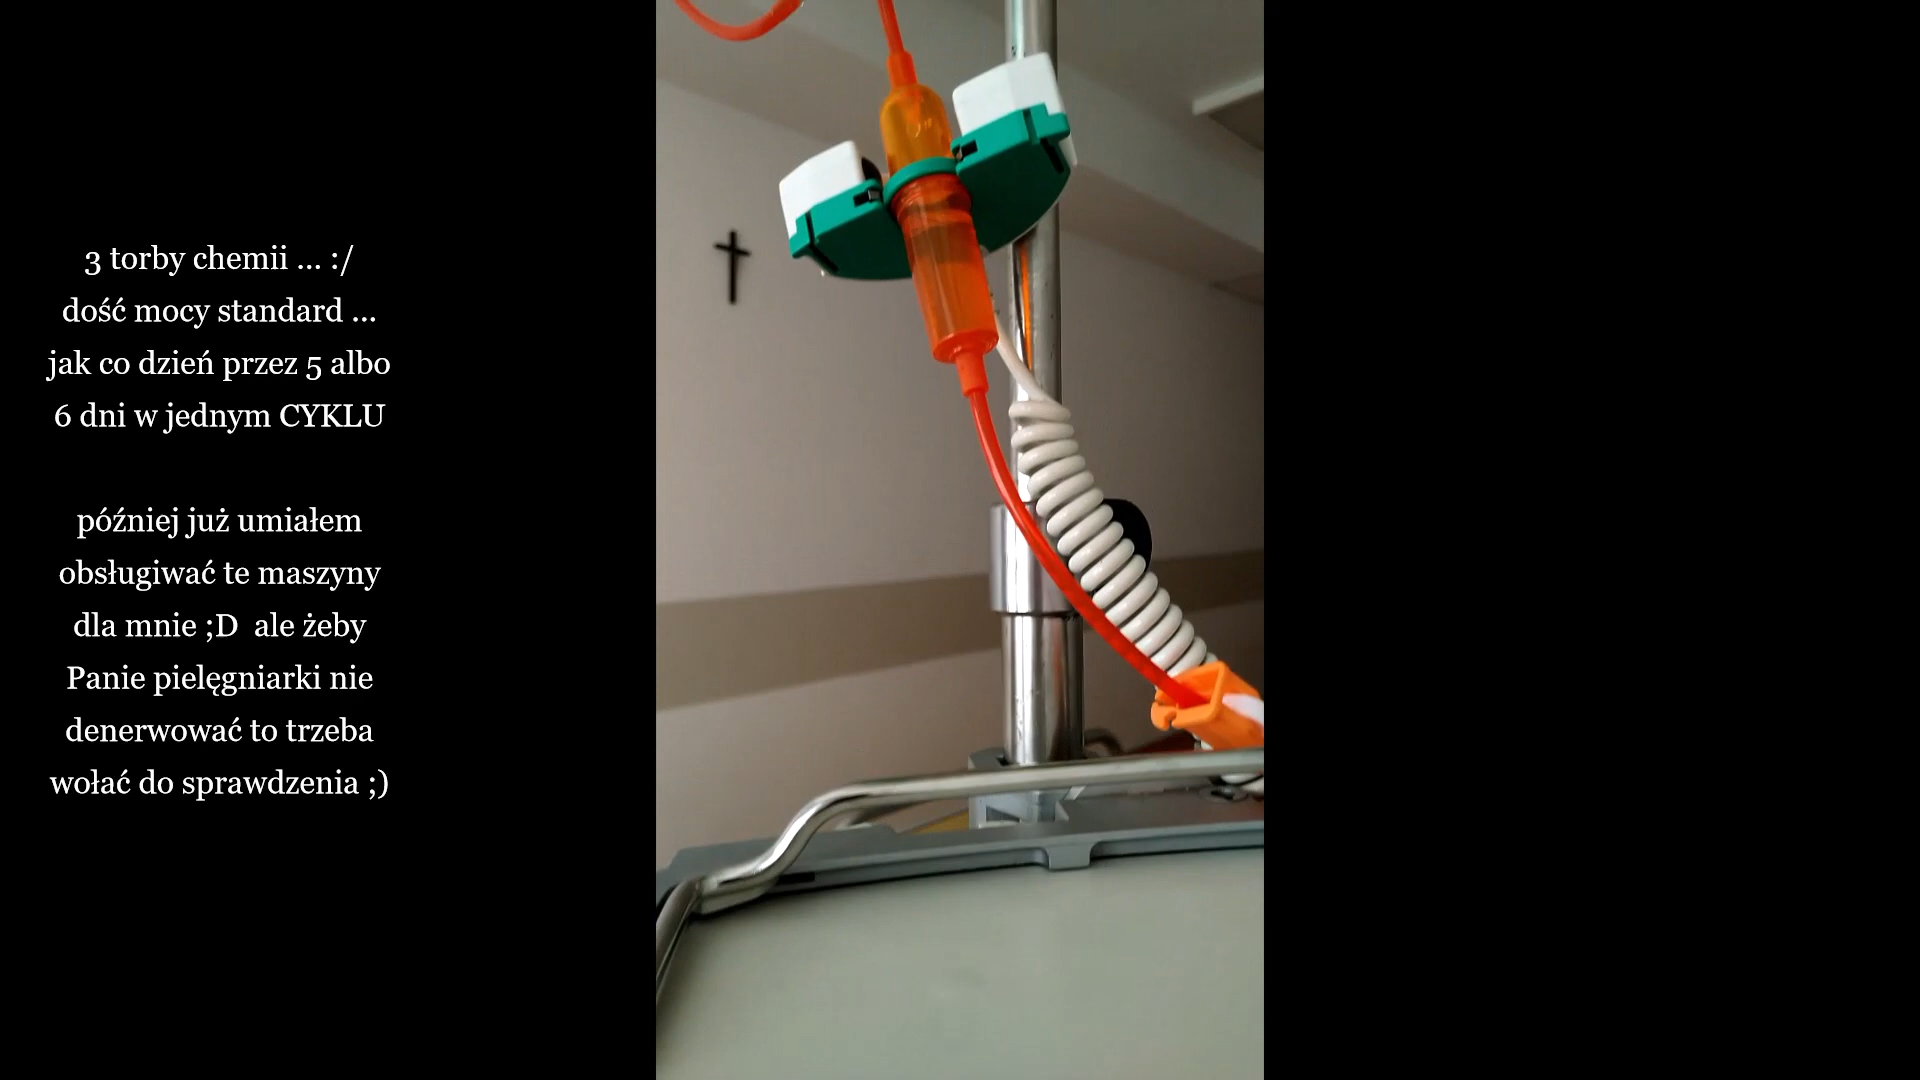 3 torby chemii ... :/
dość mocy standard ...
jak co dzień przez 5 albo
6 dni w jednym CYKLU
później już umiałem
obsługiwać te maszyny
dla mnie ;D  ale żeby
Panie pielęgniarki nie
denerwować to trzeba
wołać do sprawdzenia ;)